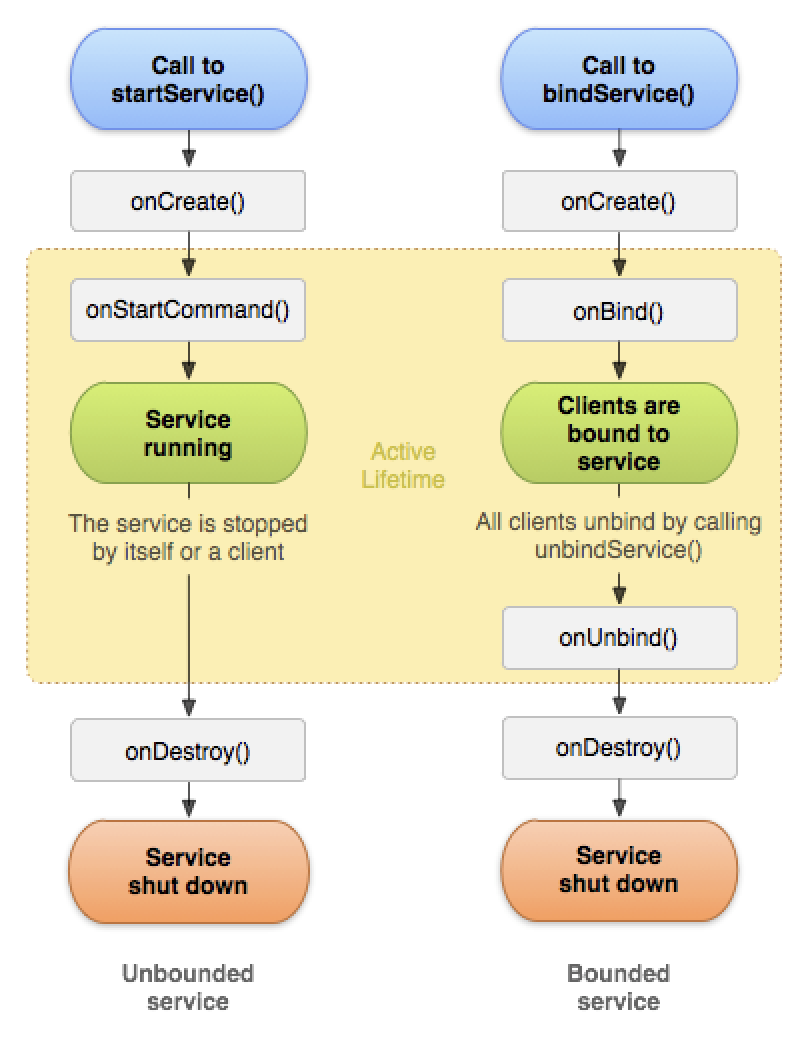 Call to
startService()
onCreate()
onStartCommand()
Service
running
The service is stopped
by itself or a client
onDestroy()
Service
shut down
Unbounded
service
Active
Lifetime
Call to
bindService()
onCreate()
onBind()
Clients are
bound to
service
All clients unbind by calling
unbindService()
onUnbind()
onDestroy()
Service
shut down
Bounded
service